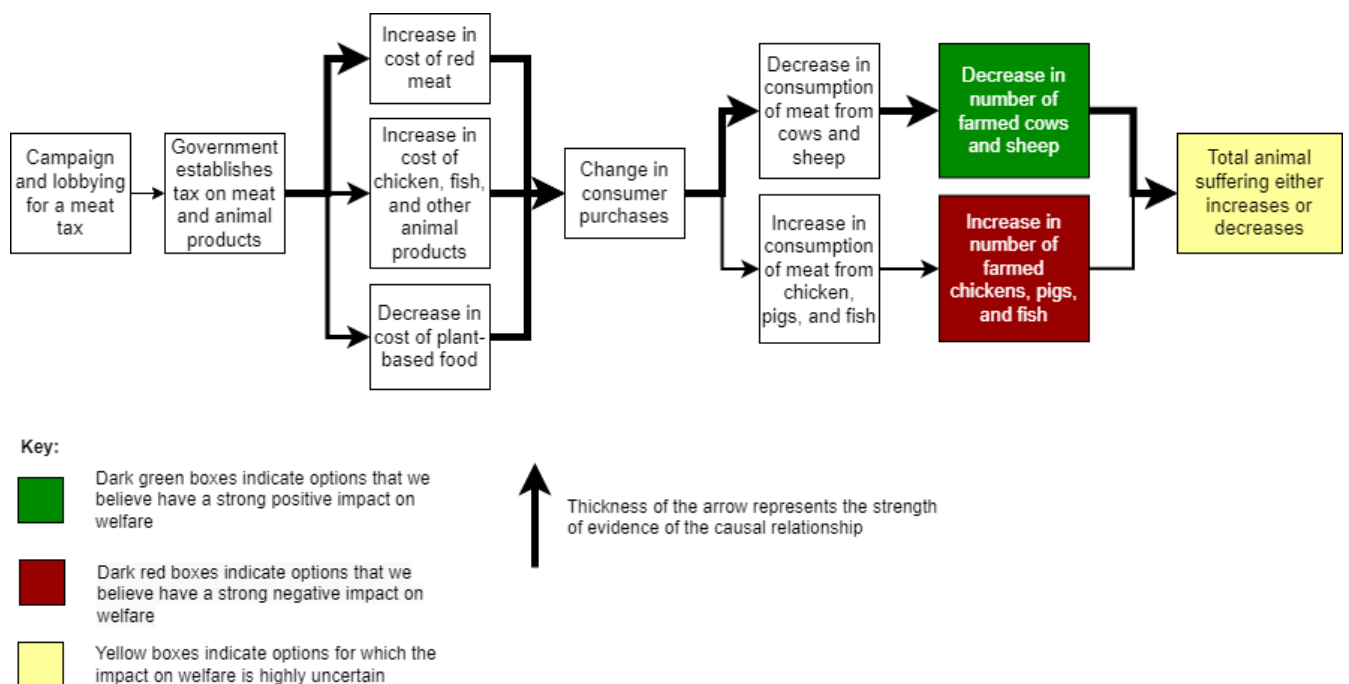 Campaign
and lobbying
for a meat
tax
Government
establishes
tax on meat
and animal
products
Increase in
cost of red
meat
Increase in
cost of
chicken, fish,
and other
animal
products
Decrease in
cost of plant-
based food
Change in
consumer
purchases
Decrease in
consumption
of meat from
cows and
sheep
Increase in
consumption
of meat from
chicken,
pigs, and fish
Decrease in
number of
farmed cows
and sheep
Increase in
number of
farmed
chickens, pigs,
and fish
Total animal
suffering either
increases or
decreases
Key:
Dark green boxes indicate options that we
believe have a strong positive impact on
welfare
Dark red boxes indicate options that we
believe have a strong negative impact on
welfare
Yellow boxes indicate options for which the
impact on welfare is highly uncertain
Thickness of the arrow represents the strength
of evidence of the causal relationship